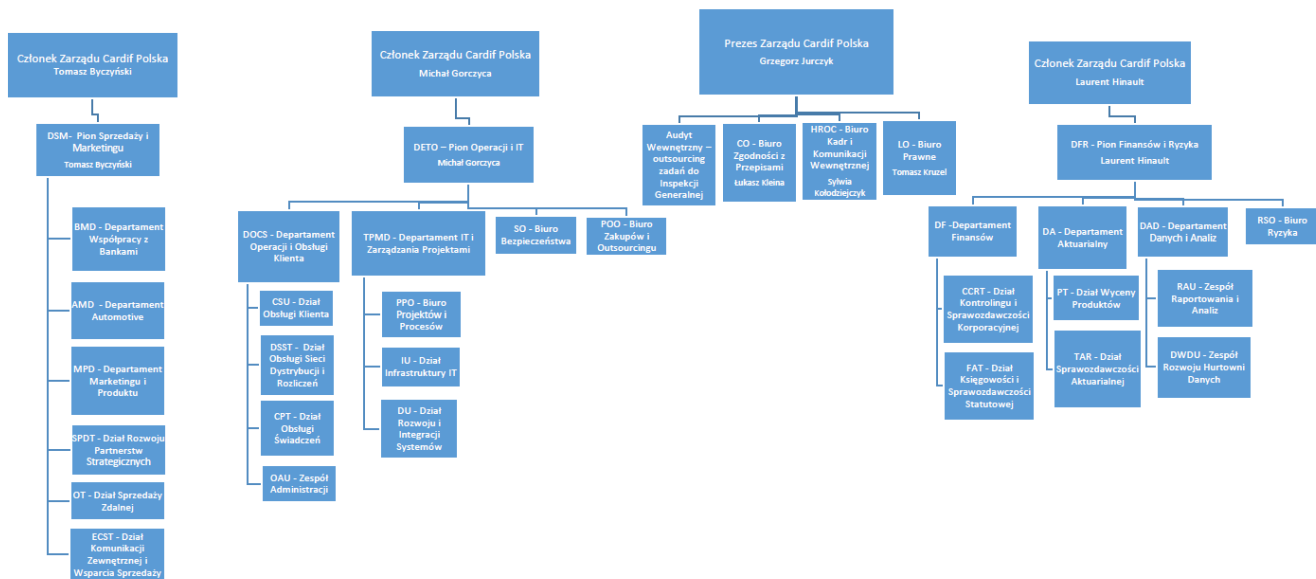 Członek Zarządu Cardif Polska
Tomasz Byczyński
DSM– Pion Sprzedaży i
Marketingu
Tomasz Byczyński
BMD - Departament
Współpracy z
Bankami
AMD - Departament
Automotive
MPD - Departament
Marketingu i
Produktu
SPDT - Dział Rozwoju
Partnerstw
Strategicznych
OT - Dział Sprzedaży
Zdalnej
ECST - Dział
Komunikacji
Zewnętrznej i
Wsparcia Sprzedaży
Członek Zarządu Cardif Polska
Michał Gorczyca
DETO – Pion Operacji i IT
Michał Gorczyca
DOCS - Departament
Operacji i Obsługi
Klienta
CSU - Dział
Obsługi Klienta
DSST - Dział
Obsługi Sieci
Dystrybucji i
Rozliczeń
CPT - Dział
Obsługi
Świadczeń
OAU - Zespół
Administracji
TPMD - Departament IT i
Zarządzania Projektami
PPO - Biuro
Projektów i
Procesów
IU - Dział
Infrastruktury IT
DU - Dział
Rozwoju i
Integracji
Systemów
SO - Biuro
Bezpieczeństwa
POO - Biuro
Zakupów i
Outsourcingu
Prezes Zarządu Cardif Polska
Grzegorz Jurczyk
Audyt
Wewnętrzny –
outsourcing
zadań do
Inspekcji
Generalnej
CO - Biuro
Zgodności z
Przepisami
Łukasz Kleina
HROC - Biuro
Kadr i
Komunikacji
Wewnętrznej
Sylwia
Kołodziejczyk
LO - Biuro
Prawne
Tomasz Kruzel
Członek Zarządu Cardif Polska
Laurent Hinault
DFR - Pion Finansów i Ryzyka
Laurent Hinault
DF -Departament
Finansów
CCRT - Dział
Kontrolingu i
Sprawozdawczości
Korporacyjnej
FAT - Dział
Księgowości i
Sprawozdawczości
Statutowej
DA - Departament
Aktuarialny
PT - Dział Wyceny
Produktów
TAR - Dział
Sprawozdawczości
Aktuarialnej
DAD - Departament
Danych i Analiz
RAU - Zespół
Raportowania i
Analiz
DWDU - Zespół
Rozwoju Hurtowni
Danych
RSO - Biuro
Ryzyka